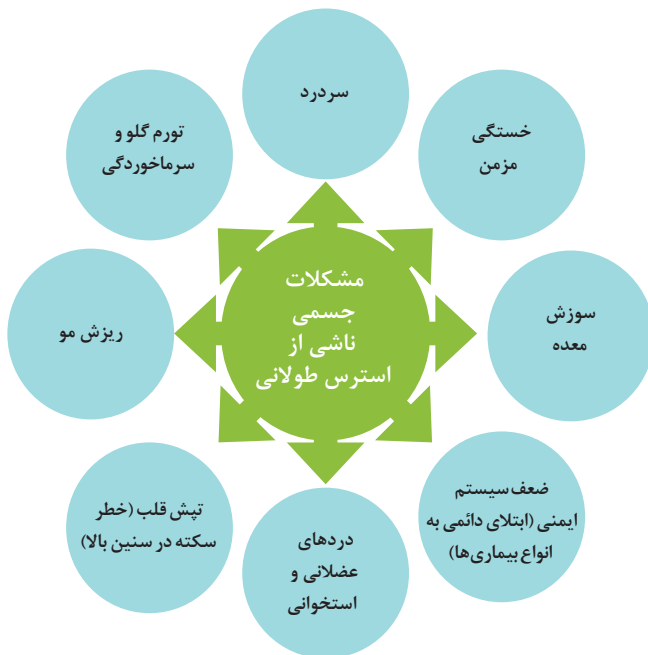 سردرد
خستگی
مزمن
سوزش
معده
ضعف سیستم
ایمنی (ابتلای دائمی به
انواع بیماری‌ها)
دردهای
عضلانی و
استخوانی
تپش قلب (خطر
سکته در سنین بالا)
ریزش مو
تورم گلو و
سرماخوردگی
مشکلات
جسمی
ناشی از
استرس طولانی